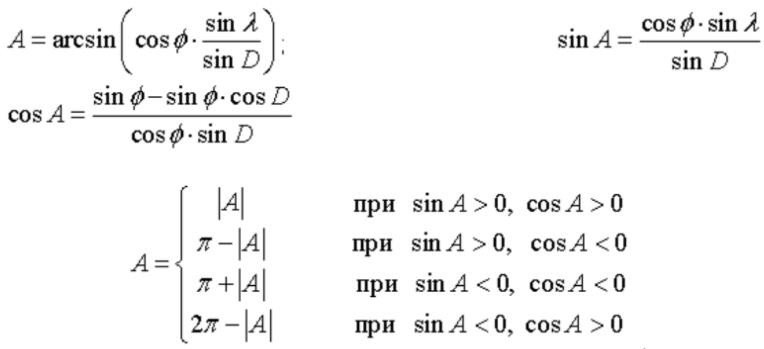 A = arcsin(cos ϕ · sin λ / sin D);
sin A = cos ϕ · sin λ / sin D
cos A = sin ϕ − sin ϕ · cos D / cos ϕ · sin D
A = { |A| при sin A > 0, cos A > 0
π − |A| при sin A > 0, cos A < 0
π + |A| при sin A < 0, cos A < 0
2π − |A| при sin A < 0, cos A > 0